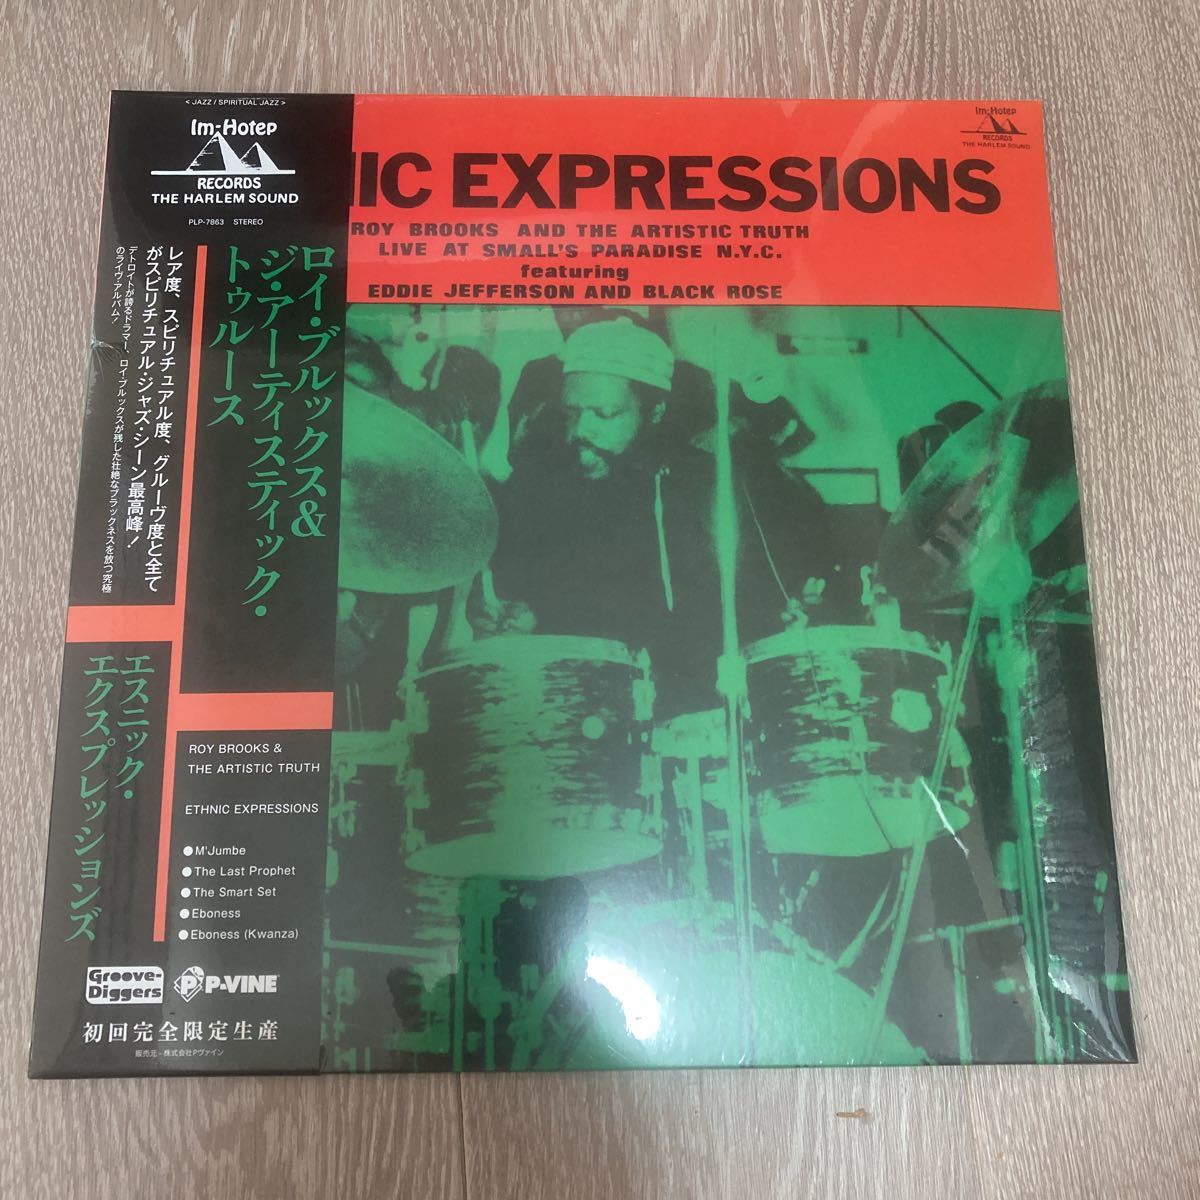 < JAZZ / SPIRITUAL JAZZ >
Im-Hotep
RECORDS
THE HARLEM SOUND
PLP-7863 STEREO
ロイ・ブルックス&
ジ・アーティスティック・
トゥルース
レア度、スピリチュアル度、グルーヴ度と全て
がスピリチュアル・ジャズ・シーン最高峰!
デトロイトが誇るドラマー、ロイ・ブルックスが残した壮絶なブラックネスを放つ究極
のライヴ・アルバム!
エスニック・
エクスプレッションズ
ROY BROOKS &
THE ARTISTIC TRUTH
ETHNIC EXPRESSIONS
●M'Jumbe
●The Last Prophet
●The Smart Set
●Eboness
●Eboness (Kwanza)
Groove-
Diggers
P-VINE
初回完全限定生産
販売元―株式会社Pヴァイン
Im-Hotep
RECORDS
THE HARLEM SOUND
NIC EXPRESSIONS
ROY BROOKS AND THE ARTISTIC TRUTH
LIVE AT SMALL'S PARADISE N.Y.C.
featuring
EDDIE JEFFERSON AND BLACK ROSE